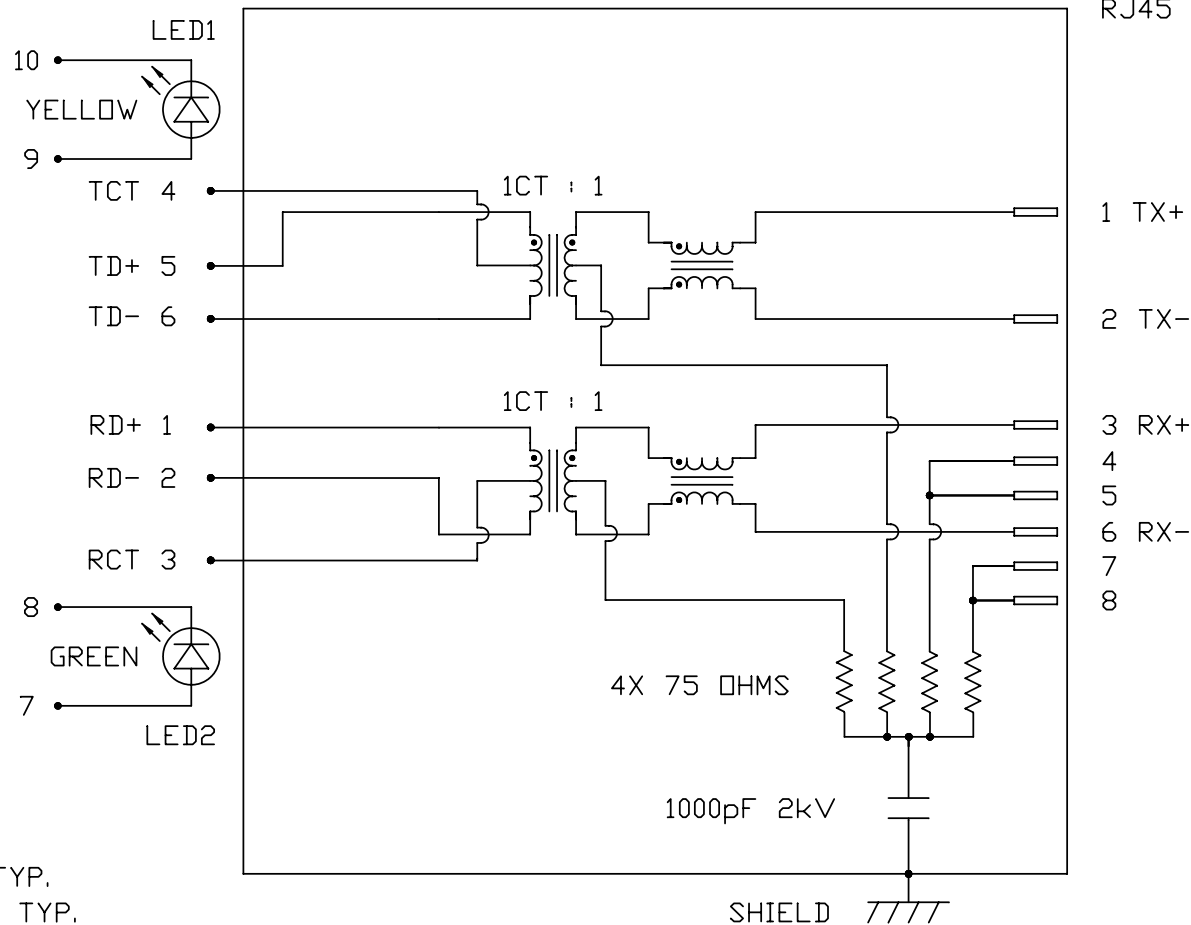 RJ45
LED1
10
YELLOW
9
TCT 4
1CT : 1
1 TX+
TD+ 5
TD- 6
2 TX-
1CT : 1
RD+ 1
3 RX+
4
RD- 2
5
6 RX-
RCT 3
7
8
8
GREEN
4X 75 OHMS
7
LED2
1000pF 2kV
TYP.
TYP.
SHIELD